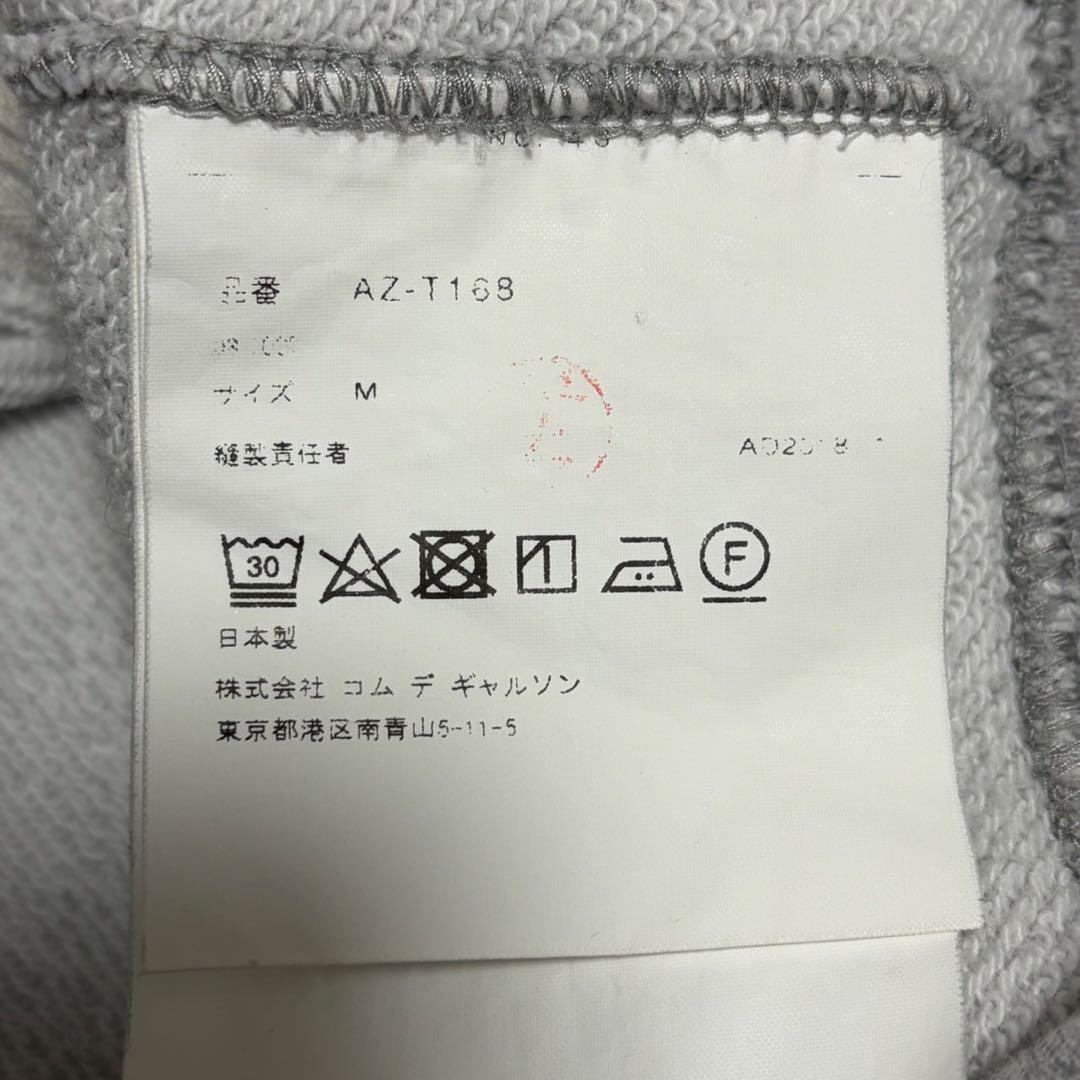 品番 AZ-T168
サイズ M
縫製責任者
30
F
日本製
株式会社 コム デ ギャルソン
東京都港区南青山5-11-5